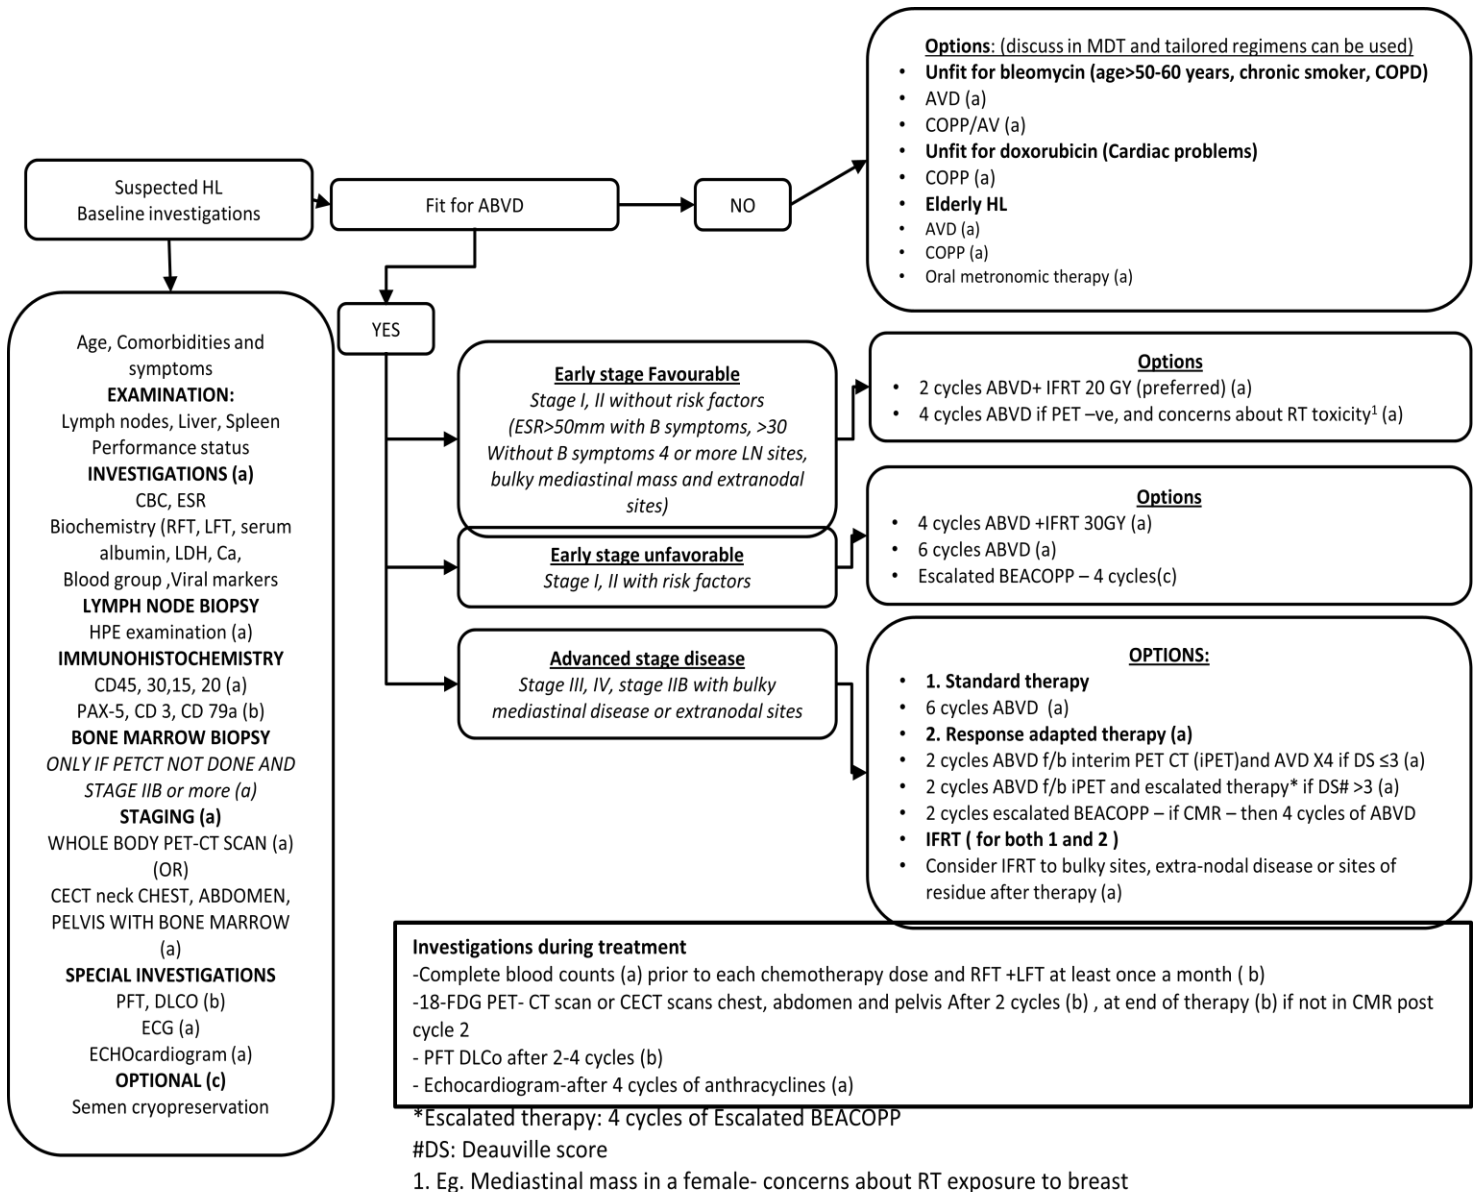 Suspected HL
Baseline investigations
Fit for ABVD
NO
YES
Options: (discuss in MDT and tailored regimens can be used)
• Unfit for bleomycin (age>50-60 years, chronic smoker, COPD)
• AVD (a)
• COPP/AV (a)
• Unfit for doxorubicin (Cardiac problems)
• COPP (a)
• Elderly HL
• AVD (a)
• COPP (a)
• Oral metronomic therapy (a)
Age, Comorbidities and
symptoms
EXAMINATION:
Lymph nodes, Liver, Spleen
Performance status
INVESTIGATIONS (a)
CBC, ESR
Biochemistry (RFT, LFT, serum
albumin, LDH, Ca,
Blood group ,Viral markers
LYMPH NODE BIOPSY
HPE examination (a)
IMMUNOHISTOCHEMISTRY
CD45, 30,15, 20 (a)
PAX-5, CD 3, CD 79a (b)
BONE MARROW BIOPSY
ONLY IF PETCT NOT DONE AND
STAGE IIB or more (a)
STAGING (a)
WHOLE BODY PET-CT SCAN (a)
(OR)
CECT neck CHEST, ABDOMEN,
PELVIS WITH BONE MARROW
(a)
SPECIAL INVESTIGATIONS
PFT, DLCO (b)
ECG (a)
ECHOcardiogram (a)
OPTIONAL (c)
Semen cryopreservation
Early stage Favourable
Stage I, II without risk factors
(ESR>50mm with B symptoms, >30
Without B symptoms 4 or more LN sites,
bulky mediastinal mass and extranodal
sites)
Options
• 2 cycles ABVD+ IFRT 20 GY (preferred) (a)
• 4 cycles ABVD if PET –ve, and concerns about RT toxicity¹ (a)
Early stage unfavorable
Stage I, II with risk factors
Options
• 4 cycles ABVD +IFRT 30GY (a)
• 6 cycles ABVD (a)
• Escalated BEACOPP – 4 cycles(c)
Advanced stage disease
Stage III, IV, stage IIB with bulky
mediastinal disease or extranodal sites
OPTIONS:
• 1. Standard therapy
• 6 cycles ABVD (a)
• 2. Response adapted therapy (a)
• 2 cycles ABVD f/b interim PET CT (iPET)and AVD X4 if DS ≤3 (a)
• 2 cycles ABVD f/b iPET and escalated therapy* if DS# >3 (a)
• 2 cycles escalated BEACOPP – if CMR – then 4 cycles of ABVD
• IFRT ( for both 1 and 2 )
• Consider IFRT to bulky sites, extra-nodal disease or sites of
residue after therapy (a)
Investigations during treatment
-Complete blood counts (a) prior to each chemotherapy dose and RFT +LFT at least once a month ( b)
-18-FDG PET- CT scan or CECT scans chest, abdomen and pelvis After 2 cycles (b) , at end of therapy (b) if not in CMR post
cycle 2
- PFT DLCo after 2-4 cycles (b)
- Echocardiogram-after 4 cycles of anthracyclines (a)
*Escalated therapy: 4 cycles of Escalated BEACOPP
#DS: Deauville score
1. Eg. Mediastinal mass in a female- concerns about RT exposure to breast